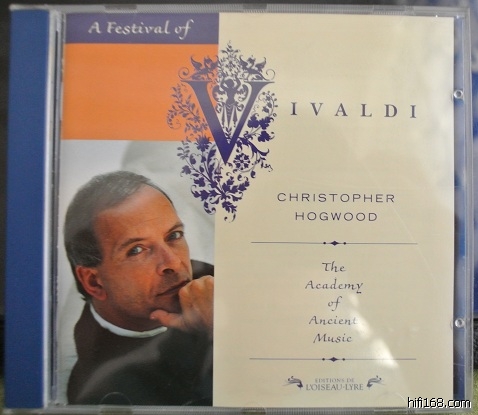 A Festival of
VIVALDI
CHRISTOPHER
HOGWOOD
The
Academy
of
Ancient
Music
EDITIONS DE
L'OISEAU-LYRE
hifi168.com